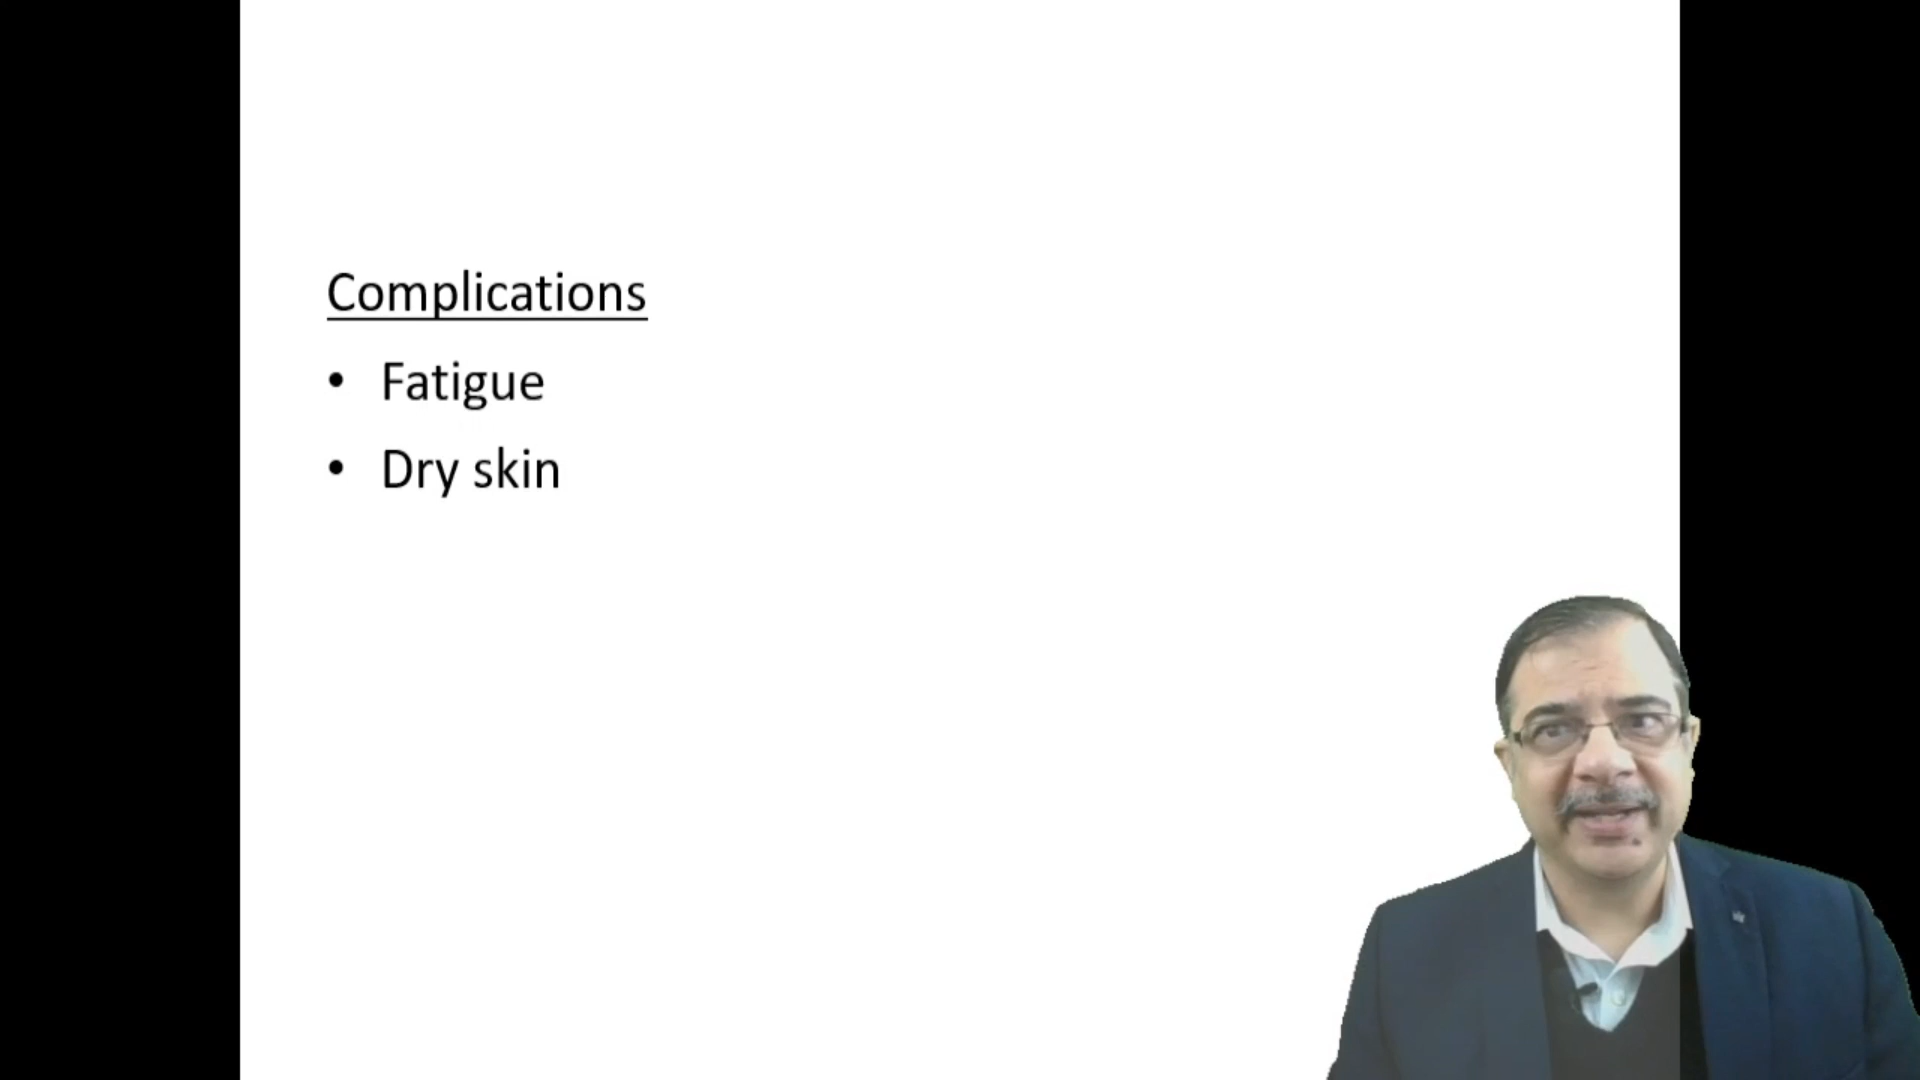 Complications
• Fatigue
• Dry skin